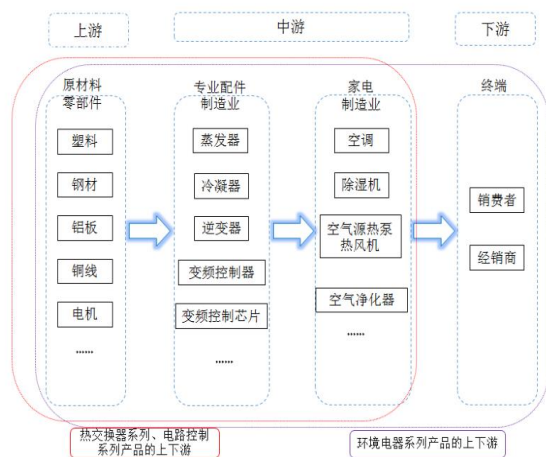 上游
中游
下游
原材料
零部件
专业配件
制造业
家电
制造业
终端
塑料
钢材
铝板
铜线
电机
……
蒸发器
冷凝器
逆变器
变频控制器
变频控制芯片
……
空调
除湿机
空气源热泵
热风机
空气净化器
……
消费者
经销商
热交换器系列、电路控制
系列产品的上下游
环境电器系列产品的上下游